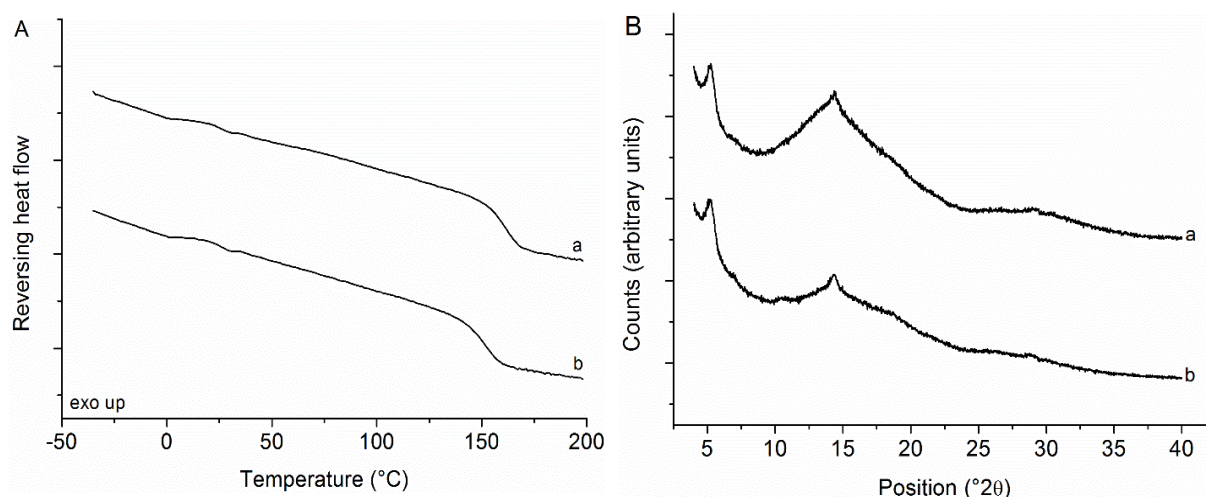 A
Reversing heat flow
a
b
exo up
-50 0 50 100 150 200
Temperature (°C)
B
Counts (arbitrary units)
a
b
5 10 15 20 25 30 35 40
Position (°2θ)